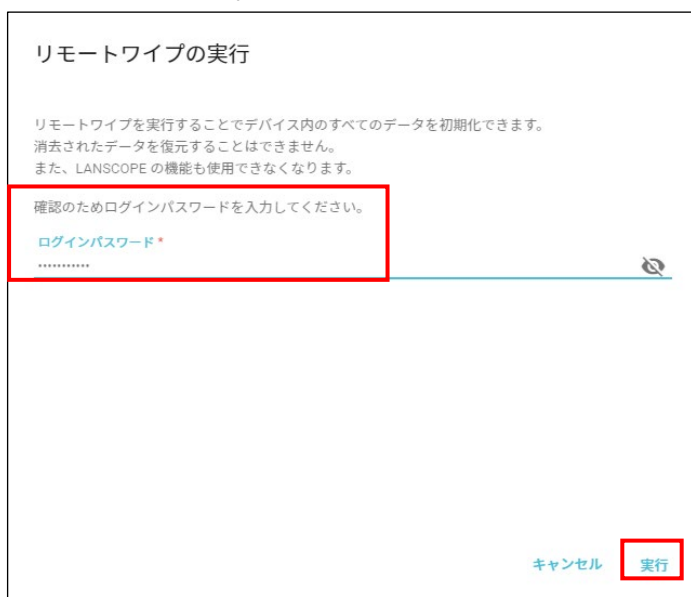 リモートワイプの実行
リモートワイプを実行することでデバイス内のすべてのデータを初期化できます。
消去されたデータを復元することはできません。
また、LANSCOPE の機能も使用できなくなります。
確認のためログインパスワードを入力してください。
ログインパスワード *
•••••••••••
キャンセル 実行